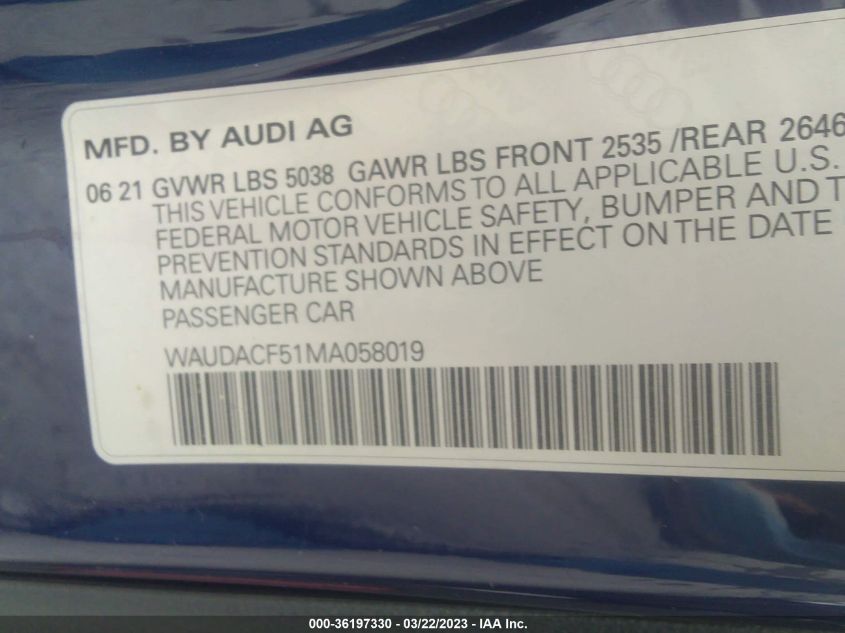 MFD. BY AUDI AG
06 21 GVWR LBS 5038 GAWR LBS FRONT 2535 /REAR 2646
THIS VEHICLE CONFORMS TO ALL APPLICABLE U.S.
FEDERAL MOTOR VEHICLE SAFETY, BUMPER AND T
PREVENTION STANDARDS IN EFFECT ON THE DATE
MANUFACTURE SHOWN ABOVE
PASSENGER CAR
WAUDACF51MA058019
000-36197330 - 03/22/2023 - IAA Inc.